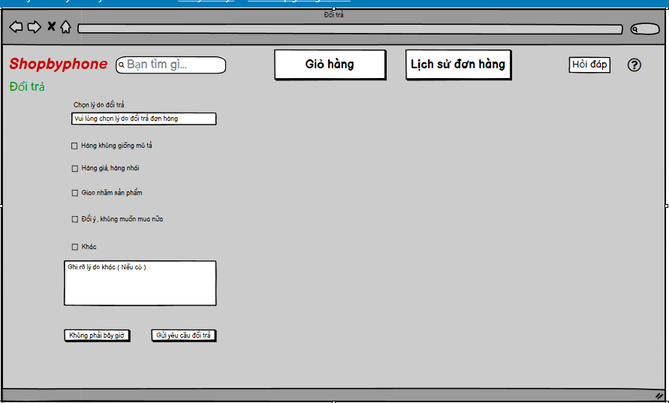 Đổi trả
Shopbyphone
Bạn tìm gì...
Giỏ hàng
Lịch sử đơn hàng
Hỏi đáp
?
Đổi trả
Chọn lý do đổi trả
Vui lòng chọn lý do đổi trả đơn hàng
Hàng không giống mô tả
Hàng giả, hàng nhái
Giao nhầm sản phẩm
Đổi ý, không muốn mua nữa
Khác
Ghi rõ lý do khác ( Nếu có )
Không phải bây giờ
Gửi yêu cầu đổi trả